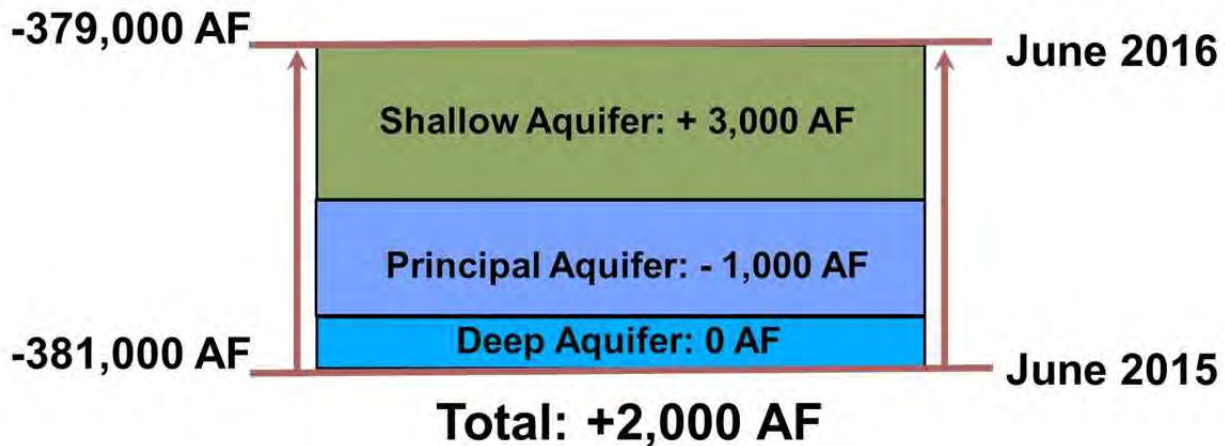 -379,000 AF
June 2016
Shallow Aquifer: + 3,000 AF
Principal Aquifer: - 1,000 AF
Deep Aquifer: 0 AF
-381,000 AF
June 2015
Total: +2,000 AF